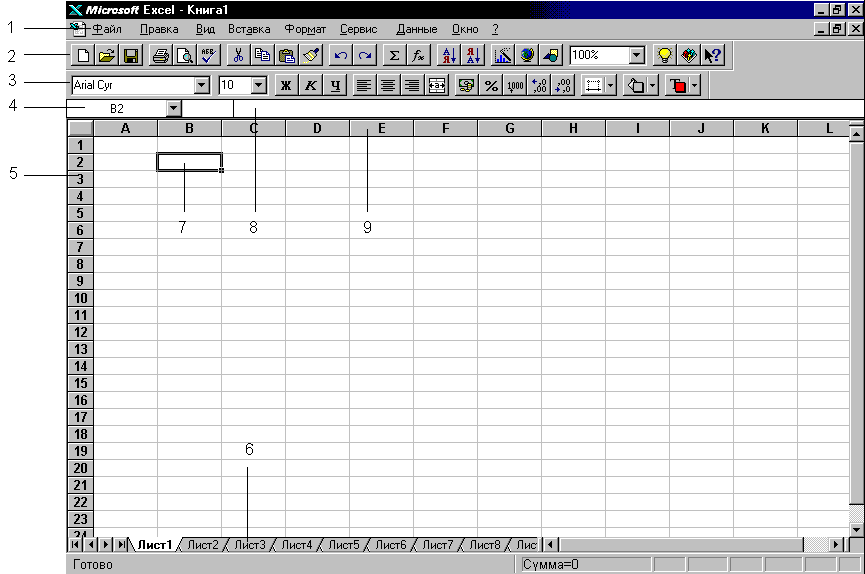 Microsoft Excel - Книга1
1 Файл Правка Вид Вставка Формат Сервис Данные Окно ?
2 ABC Σ fx А Я Я А 100% ?
3 Arial Cyr 10 Ж К Ч a % 1,000 ,00 ,00
4 B2
A B C D E F G H I J K L
1
2
5 3
4
5
6 7 8 9
7
8
9
10
11
12
13
14
15
16
17
18
19 6
20
21
22
23
24
Лист1 Лист2 Лист3 Лист4 Лист5 Лист6 Лист7 Лист8 Лис
Готово Сумма=0